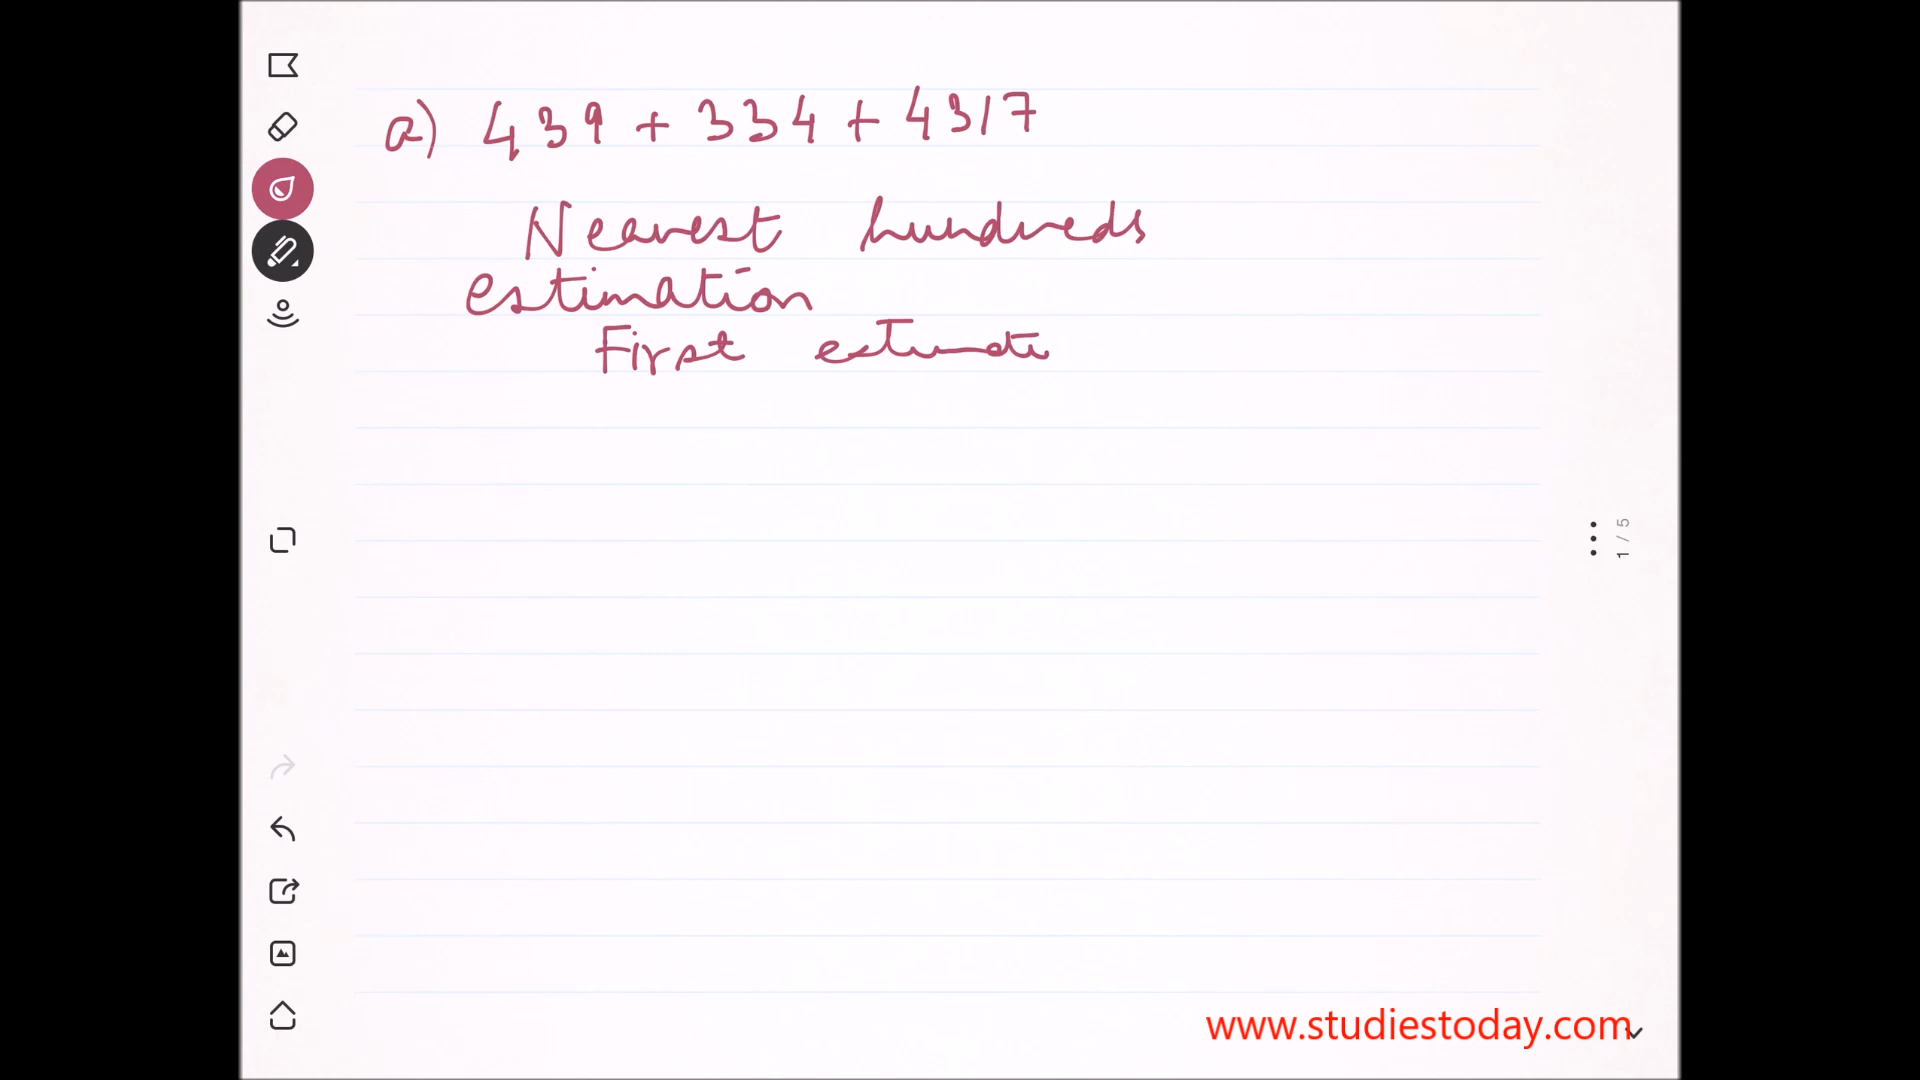 a) 439 + 334 + 4317
Nearest hundreds
estimation
First estimate
1 / 5
www.studiestoday.com